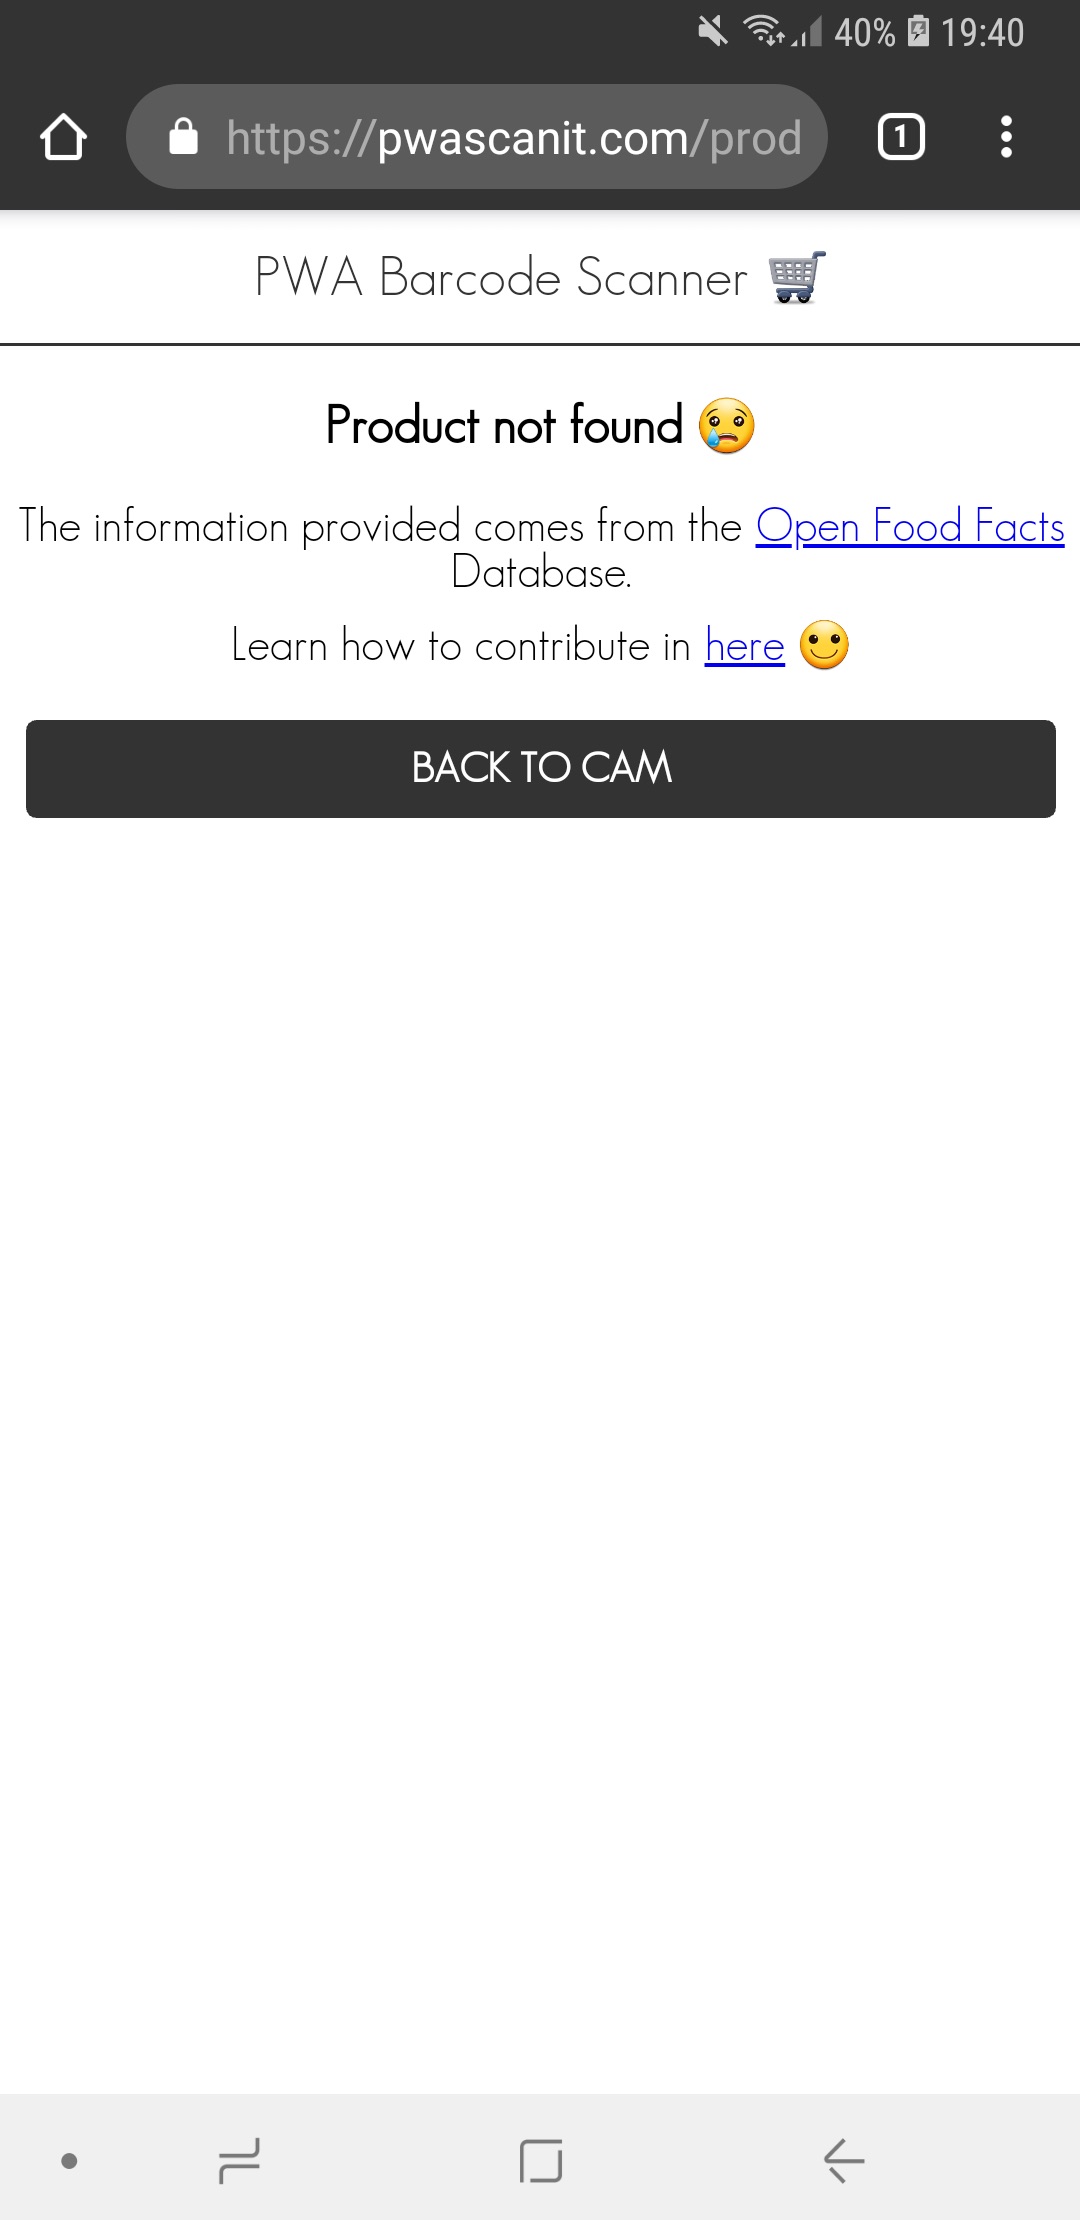 40% 19:40
https://pwascanit.com/prod
1
PWA Barcode Scanner 🛒
Product not found 😢
The information provided comes from the Open Food Facts
Database.
Learn how to contribute in here 🙂
BACK TO CAM